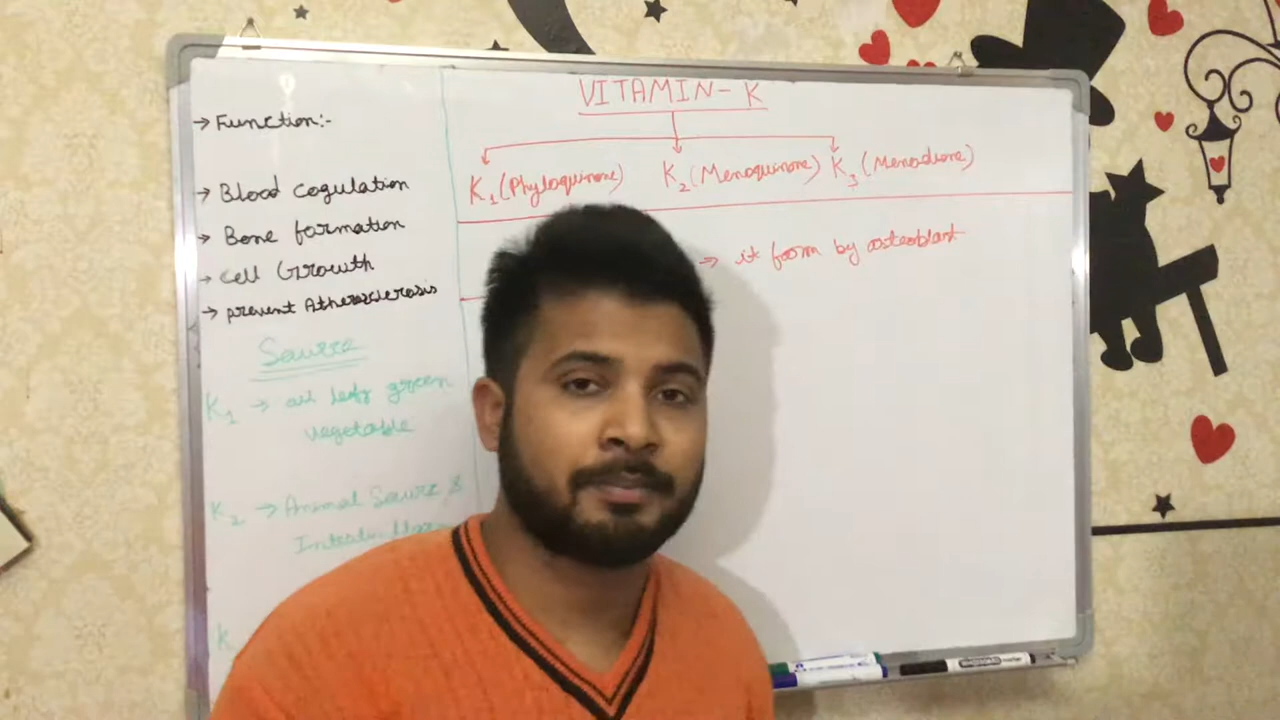 VITAMIN- K
K1 (Phyloquinone) K2 (Menoquinone) K3 (Menadione)
→ it form by osteoblast
→ Function:-
→ Blood cogulation
→ Bone formation
→ Cell Growth
→ prevent Atherosclerosis
Source
K1 → all leafy green
vegetable
K2 → Animal Source &
K